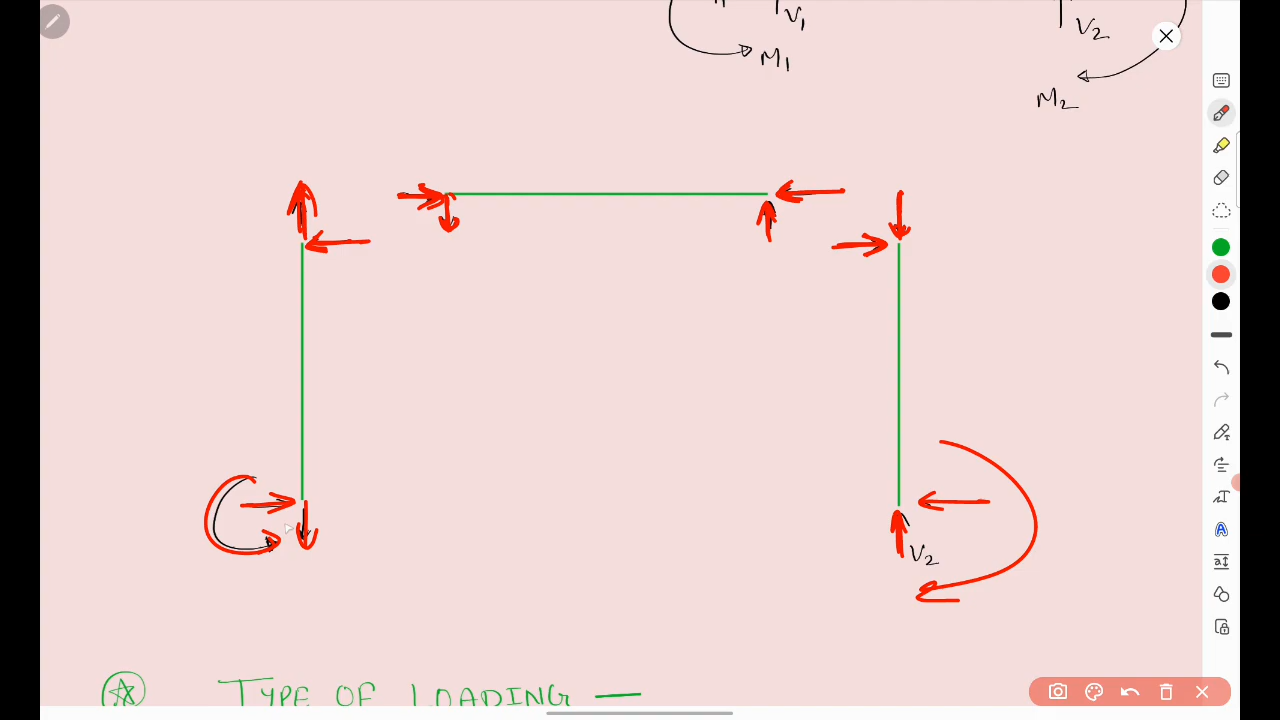 V1
V2
M1
M2
V2
TYPE OF LOADING —